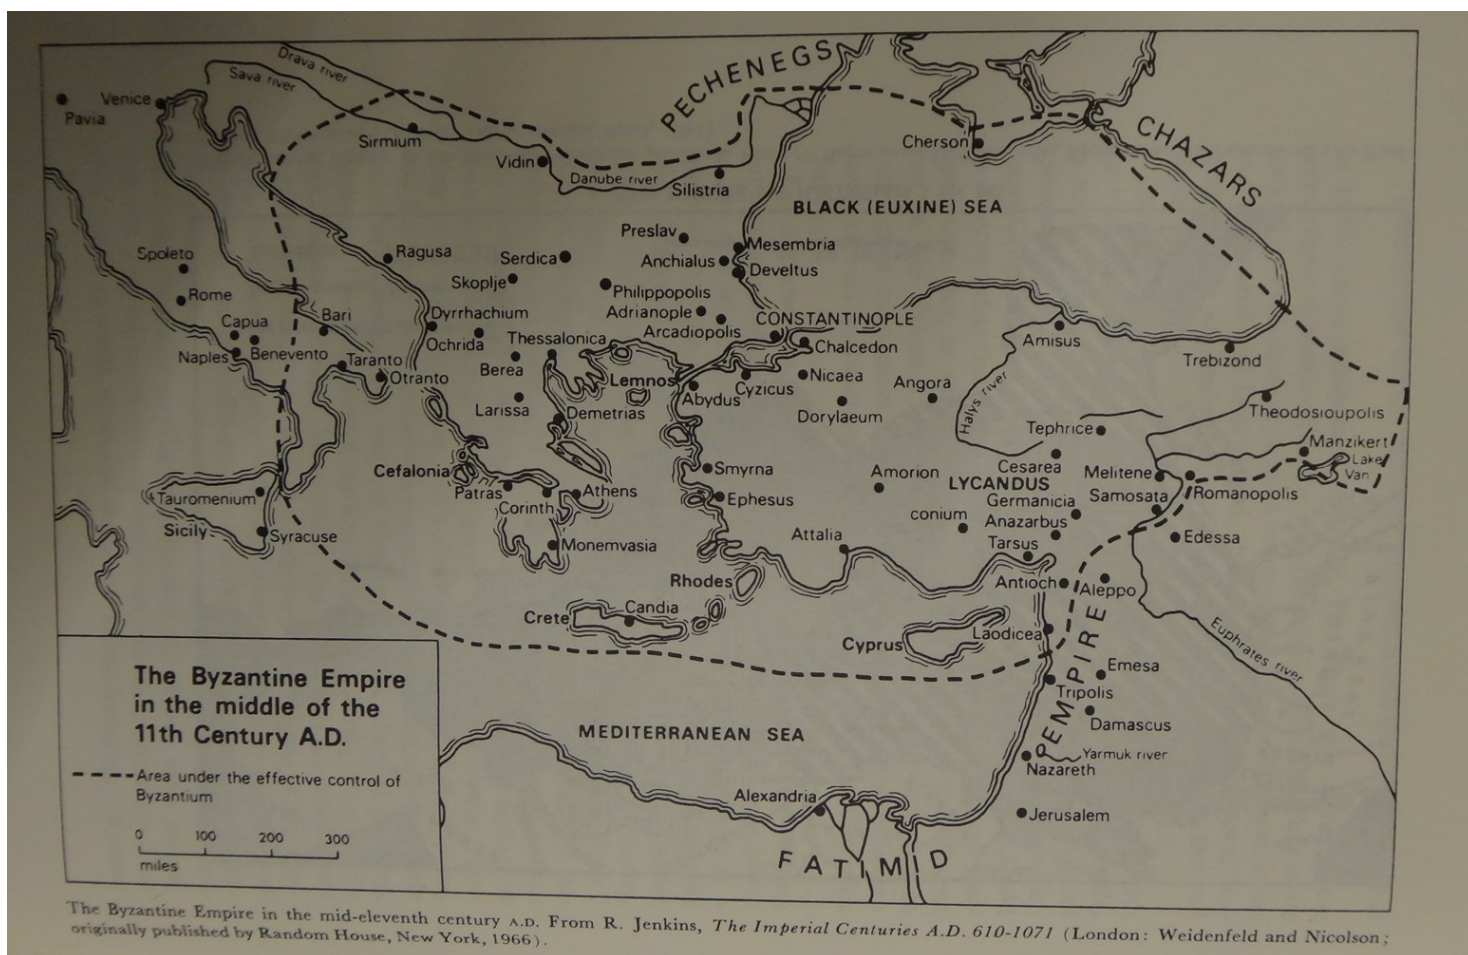 Drava river
Sava river
PECHENEGS
Venice
Pavia
Sirmium
Vidin
Danube river
Silistria
Cherson
CHAZARS
BLACK (EUXINE) SEA
Spoleto
Rome
Ragusa
Serdica
Preslav
Mesembria
Anchialus
Develtus
Skoplje
Philippopolis
Capua
Bari
Dyrrhachium
Adrianople
CONSTANTINOPLE
Arcadiopolis
Naples
Benevento
Ochrida
Thessalonica
Chalcedon
Amisus
Trebizond
Taranto
Otranto
Berea
Lemnos
Abydus
Cyzicus
Nicaea
Angora
Halys river
Larissa
Demetrias
Dorylaeum
Tephrice
Theodosioupolis
Manzikert
Lake
Van
Cefalonia
Smyrna
Amorion
Cesarea
LYCANDUS
Melitene
Tauromenium
Patras
Athens
Ephesus
Germanicia
Samosata
Romanopolis
Corinth
conium
Anazarbus
Sicily
Syracuse
Monemvasia
Attalia
Tarsus
Edessa
Rhodes
Antioch
Aleppo
Crete
Candia
Cyprus
Laodicea
Euphrates river
EMPIRE
Emesa
Tripolis
Damascus
MEDITERRANEAN SEA
Yarmuk river
Nazareth
Alexandria
Jerusalem
FATIMID
The Byzantine Empire
in the middle of the
11th Century A.D.
Area under the effective control of
Byzantium
0 100 200 300
miles
The Byzantine Empire in the mid-eleventh century A.D. From R. Jenkins, The Imperial Centuries A.D. 610-1071 (London: Weidenfeld and Nicolson;
originally published by Random House, New York, 1966).